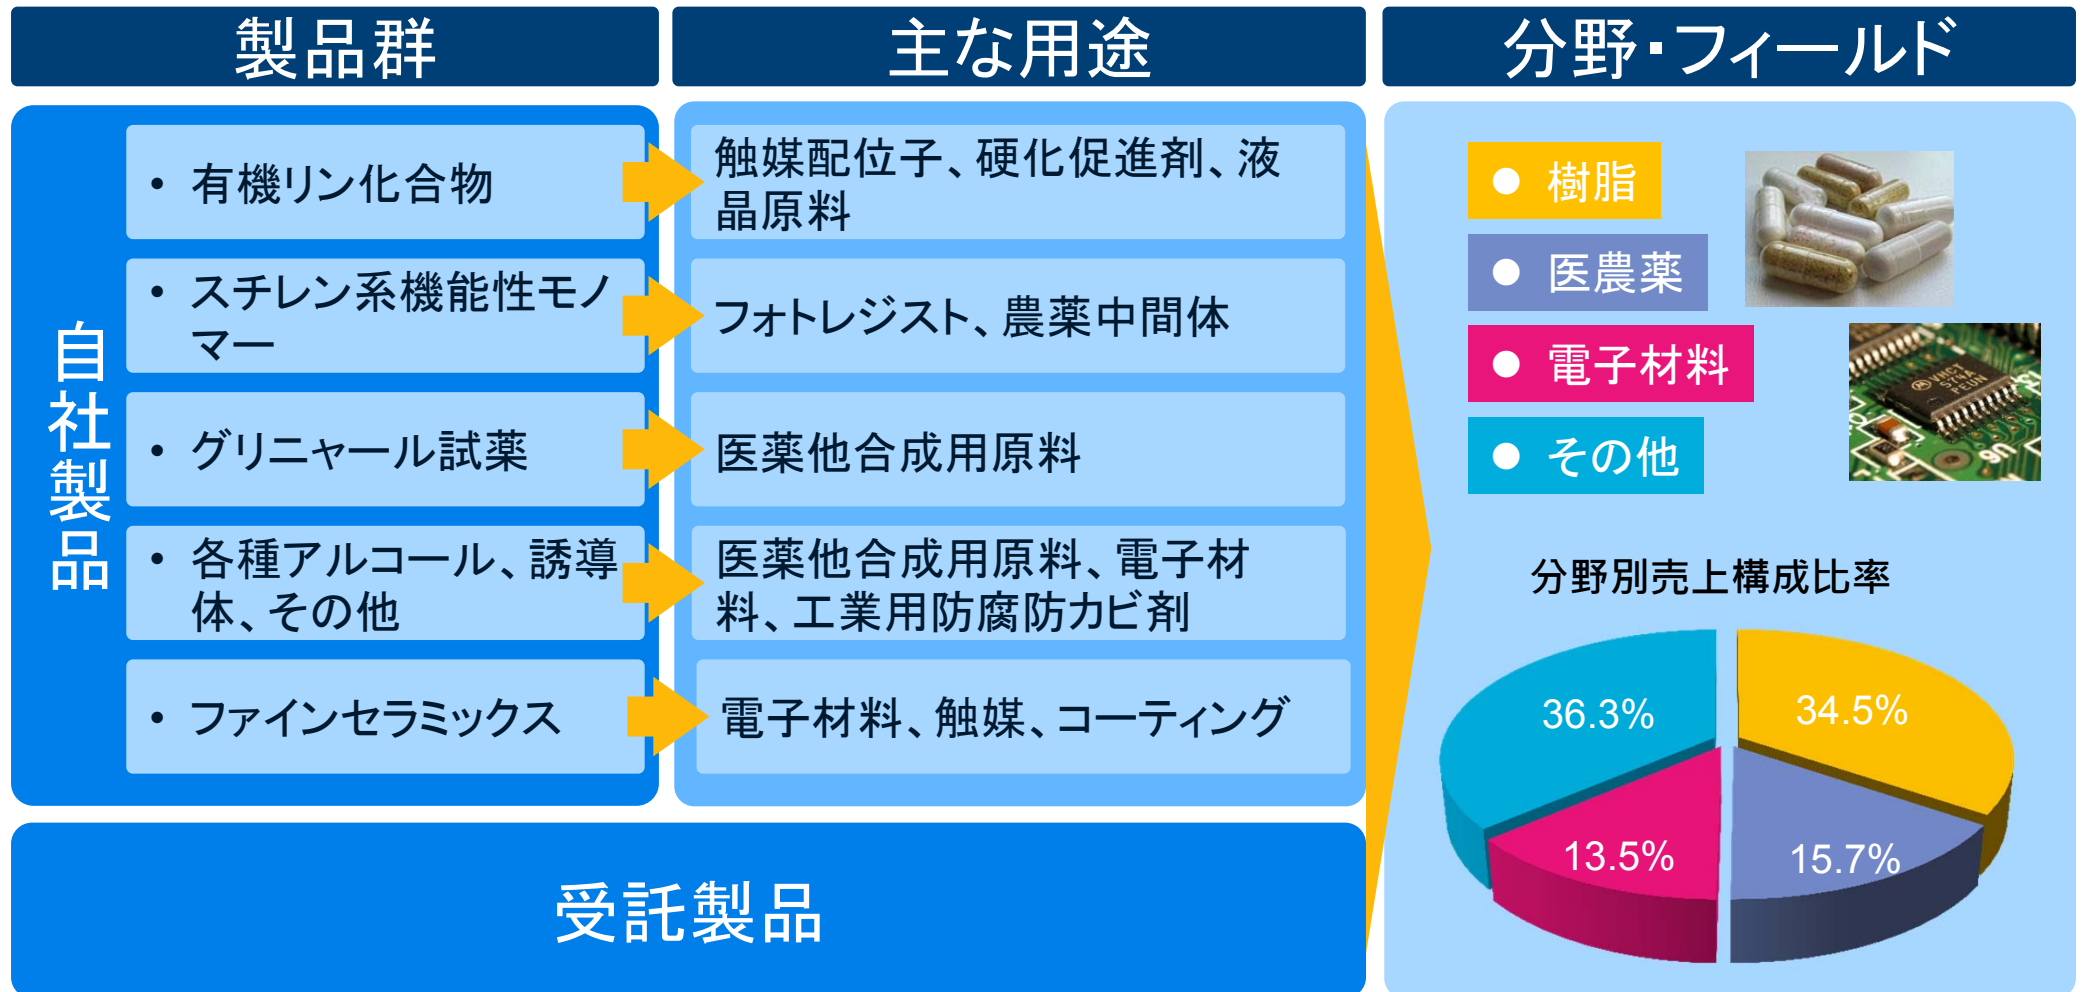 製品群
主な用途
分野・フィールド
自社製品
• 有機リン化合物
触媒配位子、硬化促進剤、液
晶原料
• スチレン系機能性モノ
マー
フォトレジスト、農薬中間体
• グリニャール試薬
医薬他合成用原料
• 各種アルコール、誘導
体、その他
医薬他合成用原料、電子材
料、工業用防腐防カビ剤
• ファインセラミックス
電子材料、触媒、コーティング
受託製品
● 樹脂
● 医農薬
● 電子材料
● その他
VHC7
574A
PEUN
分野別売上構成比率
36.3%
34.5%
13.5%
15.7%